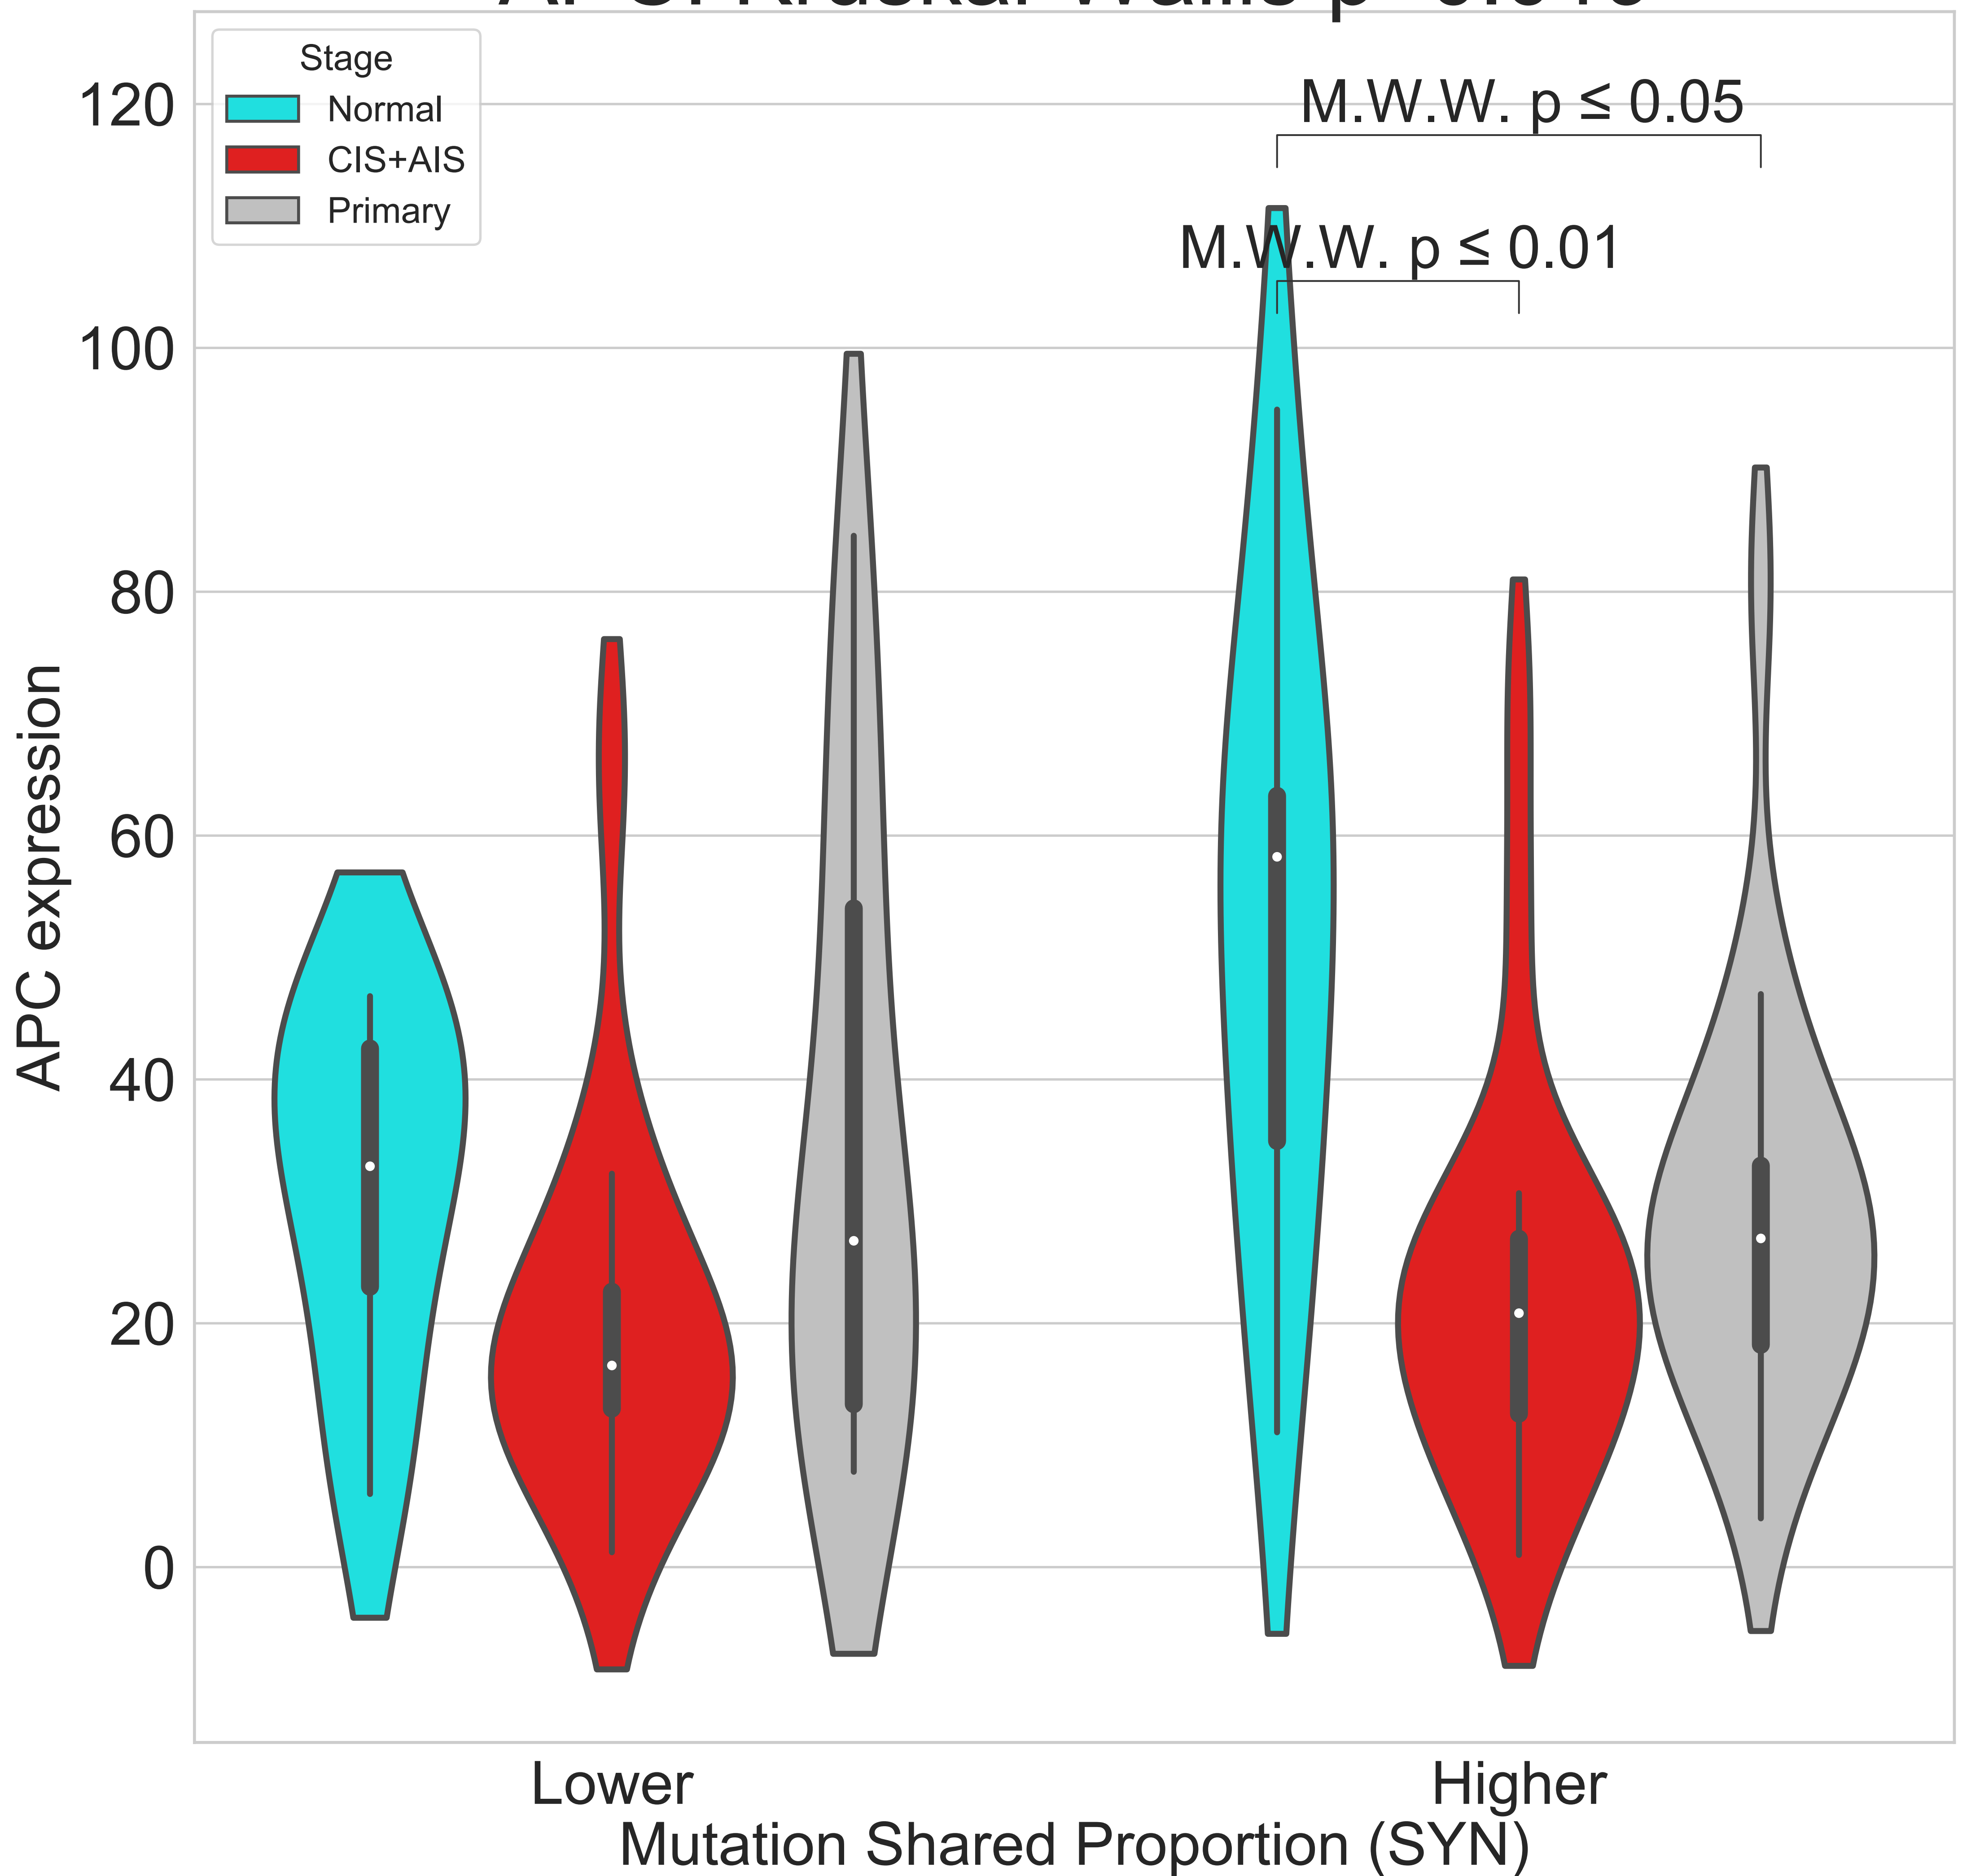 Stage
Normal
CIS+AIS
Primary
M.W.W. p ≤ 0.05
M.W.W. p ≤ 0.01
120
100
80
60
40
20
0
APC expression
Lower
Higher
Mutation Shared Proportion (SYN)